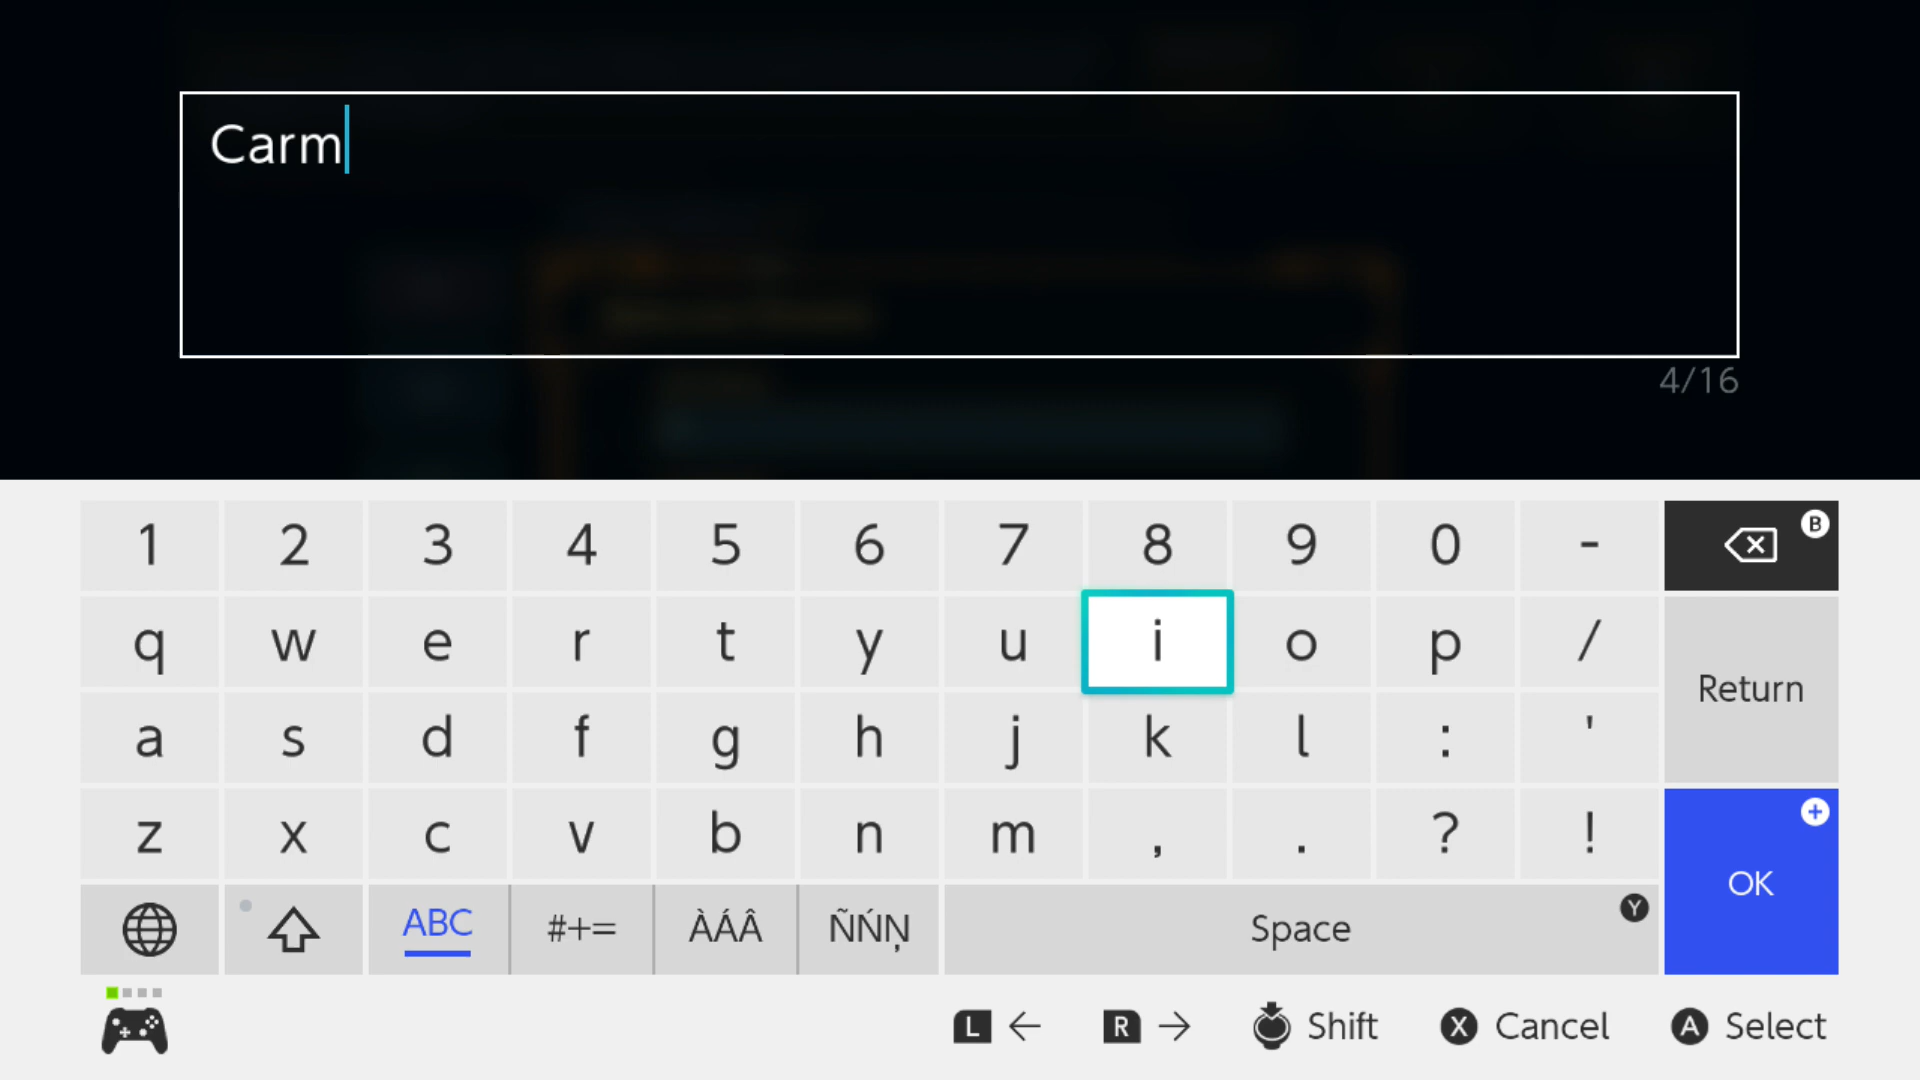 Carm
4/16
1 2 3 4 5 6 7 8 9 0 - B
q w e r t y u i o p /
Return
a s d f g h j k l : '
z x c v b n m , . ? ! +
OK
ABC #+= ÀÁÂ ÑŃŅ Space Y
L ← R → Shift X Cancel A Select